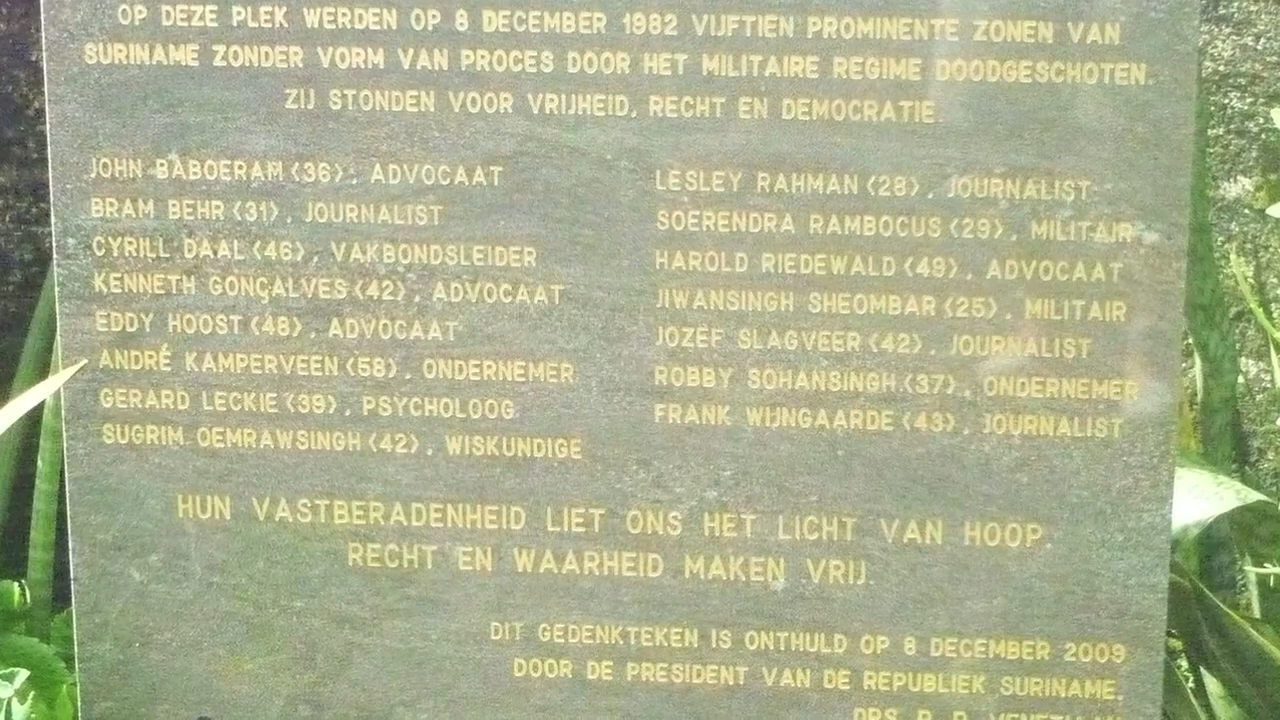 OP DEZE PLEK WERDEN OP 8 DECEMBER 1982 VIJFTIEN PROMINENTE ZONEN VAN
SURINAME ZONDER VORM VAN PROCES DOOR HET MILITAIRE REGIME DOODGESCHOTEN.
ZIJ STONDEN VOOR VRIJHEID, RECHT EN DEMOCRATIE.
JOHN BABOERAM (36), ADVOCAAT
BRAM BEHR (31), JOURNALIST
CYRILL DAAL (46), VAKBONDSLEIDER
KENNETH GONÇALVES (42), ADVOCAAT
EDDY HOOST (48), ADVOCAAT
ANDRÉ KAMPERVEEN (58), ONDERNEMER
GERARD LECKIE (39), PSYCHOLOOG
SUGRIM OEMRAWSINGH (42), WISKUNDIGE
LESLEY RAHMAN (28), JOURNALIST
SOERENDRA RAMBOCUS (29), MILITAIR
HAROLD RIEDEWALD (49), ADVOCAAT
JIWANSINGH SHEOMBAR (25), MILITAIR
JOZEF SLAGVEER (42), JOURNALIST
ROBBY SOHANSINGH (37), ONDERNEMER
FRANK WIJNGAARDE (43), JOURNALIST
HUN VASTBERADENHEID LIET ONS HET LICHT VAN HOOP.
RECHT EN WAARHEID MAKEN VRIJ.
DIT GEDENKTEKEN IS ONTHULD OP 8 DECEMBER 2009
DOOR DE PRESIDENT VAN DE REPUBLIEK SURINAME,
DRS.